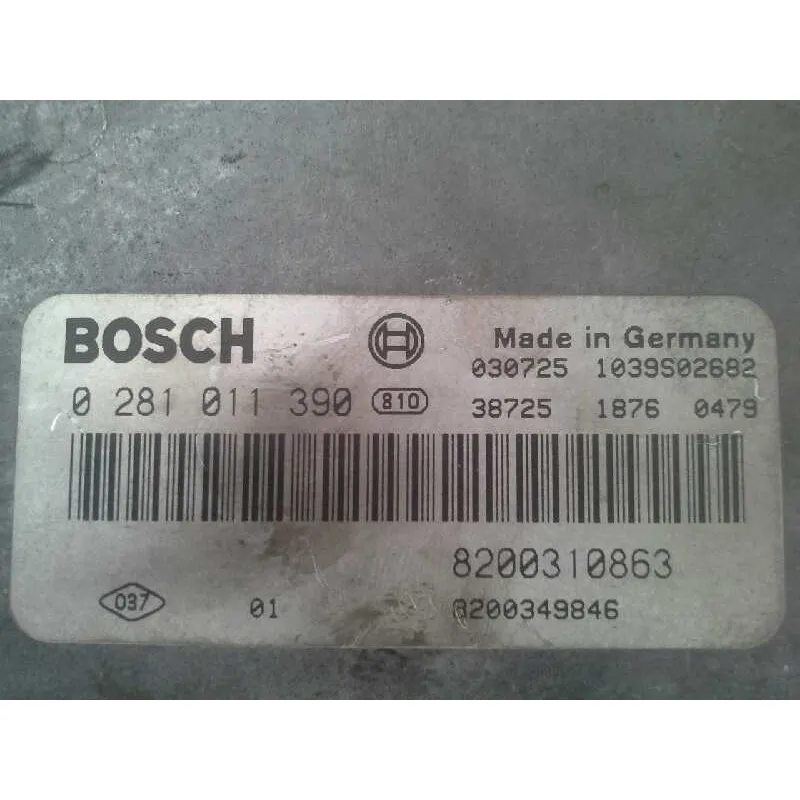 BOSCH
Made in Germany
030725 1039S02682
0 281 011 390 810
38725 1876 0479
8200310863
037 01
8200349846